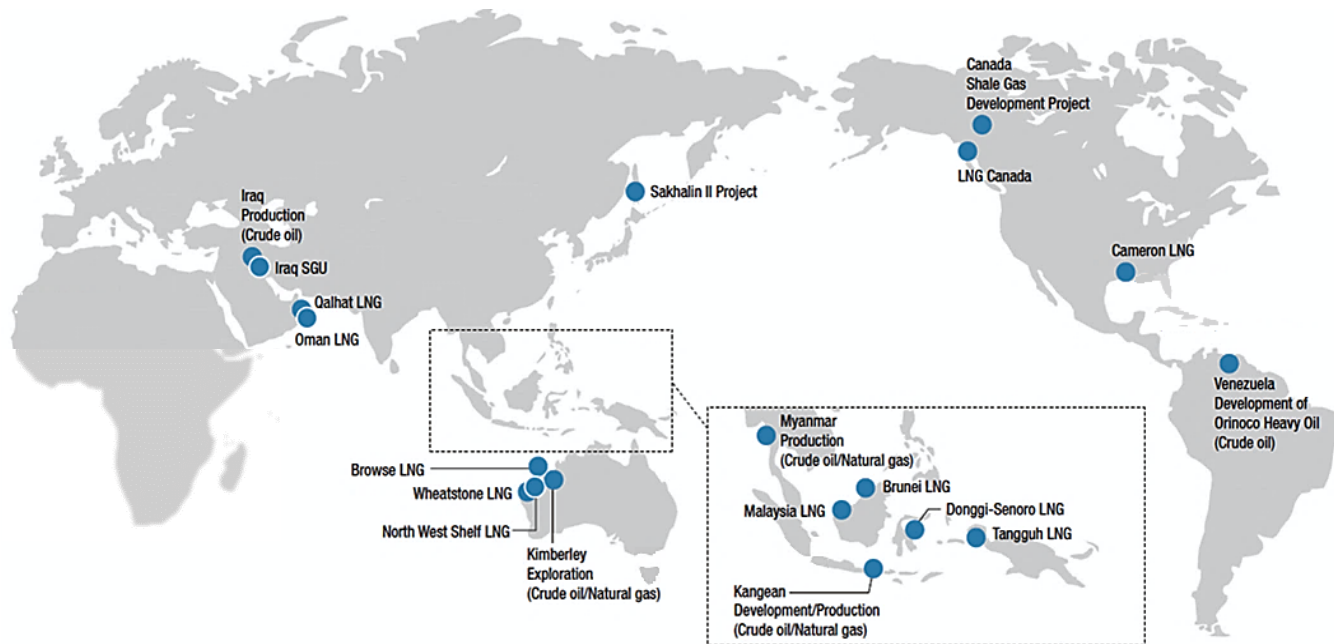 Canada
Shale Gas
Development Project
LNG Canada
Sakhalin II Project
Iraq
Production
(Crude oil)
Iraq SGU
Qalhat LNG
Oman LNG
Cameron LNG
Venezuela
Development of
Orinoco Heavy Oil
(Crude oil)
Browse LNG
Wheatstone LNG
North West Shelf LNG
Kimberley
Exploration
(Crude oil/Natural gas)
Myanmar
Production
(Crude oil/Natural gas)
Brunei LNG
Malaysia LNG
Donggi-Senoro LNG
Tangguh LNG
Kangean
Development/Production
(Crude oil/Natural gas)